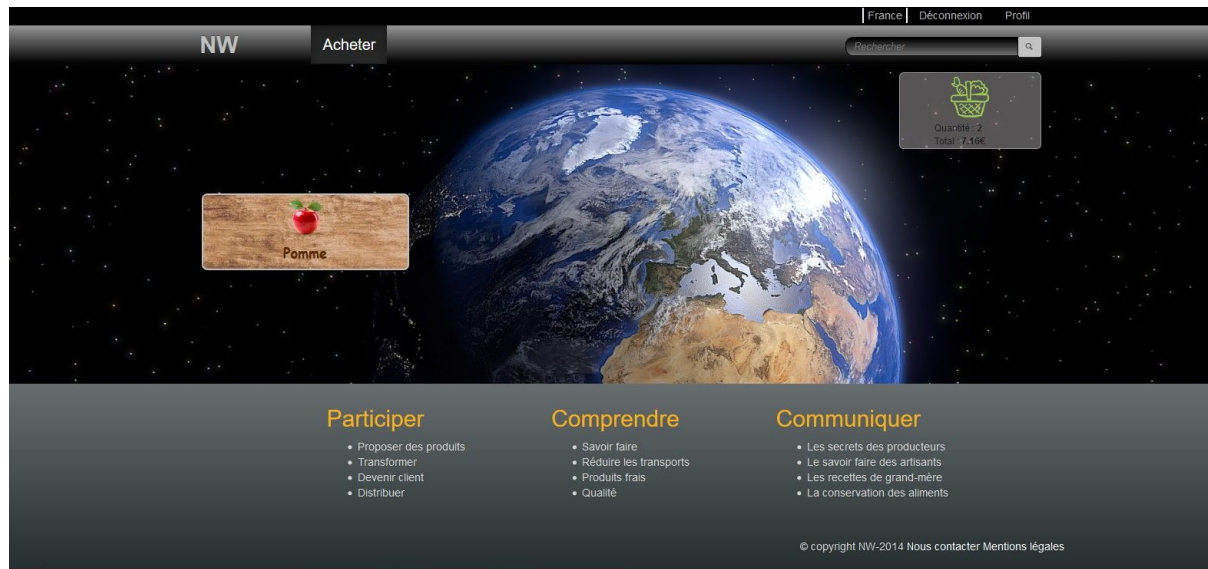 France Déconnexion Profil
NW Acheter Rechercher
Quantité : 2
Total : 7.16€
Pomme
Participer Comprendre Communiquer
Proposer des produits Savoir faire Les secrets des producteurs
Transformer Réduire les transports Le savoir faire des artisants
Devenir client Produits frais Les recettes de grand-mère
Distribuer Qualité La conservation des aliments
© copyright NW-2014 Nous contacter Mentions légales